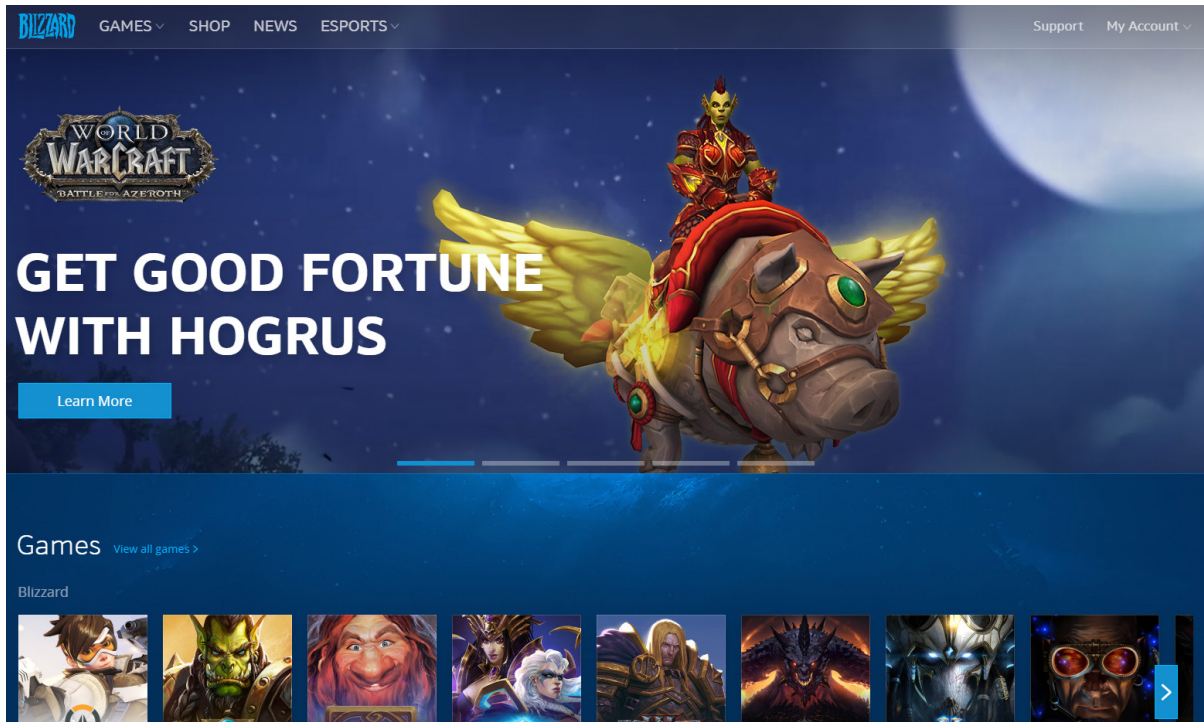 BLIZZARD
GAMES
SHOP
NEWS
ESPORTS
Support
My Account
WORLD
OF
WARCRAFT
BATTLE FOR AZEROTH
GET GOOD FORTUNE
WITH HOGRUS
Learn More
Games
View all games >
Blizzard